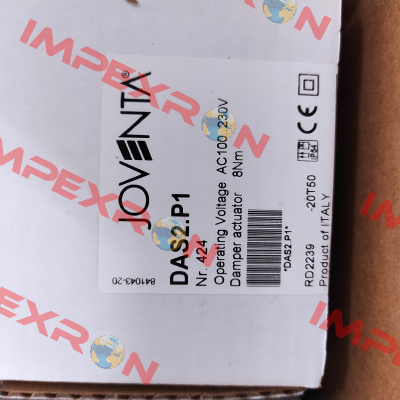 JOVENTA®
DAS2.P1
Nr. 424
Operating Voltage AC100..230V
Damper actuator 8Nm
*DAS2.P1*
IP54
-20T50
RD2239
Product of ITALY
841043-20
IMPEXRON
IMPEXRON
IMPEXRON
IMPEXRON